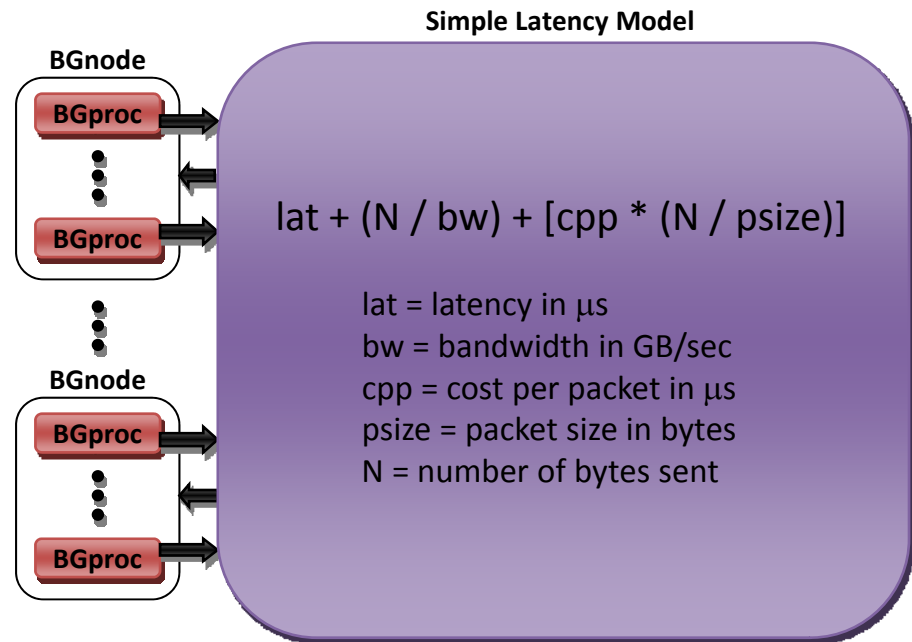 Simple Latency Model
BGnode
BGproc
BGproc
lat + (N / bw) + [cpp * (N / psize)]
lat = latency in μs
bw = bandwidth in GB/sec
cpp = cost per packet in μs
psize = packet size in bytes
N = number of bytes sent
BGnode
BGproc
BGproc